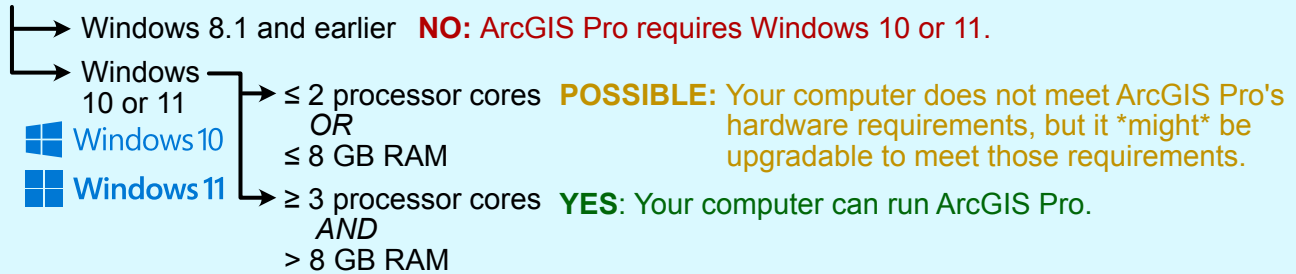 Windows 8.1 and earlier NO: ArcGIS Pro requires Windows 10 or 11.
Windows
10 or 11
Windows 10
Windows 11
≤ 2 processor cores POSSIBLE: Your computer does not meet ArcGIS Pro's
OR hardware requirements, but it *might* be
≤ 8 GB RAM upgradable to meet those requirements.
≥ 3 processor cores YES: Your computer can run ArcGIS Pro.
AND
> 8 GB RAM